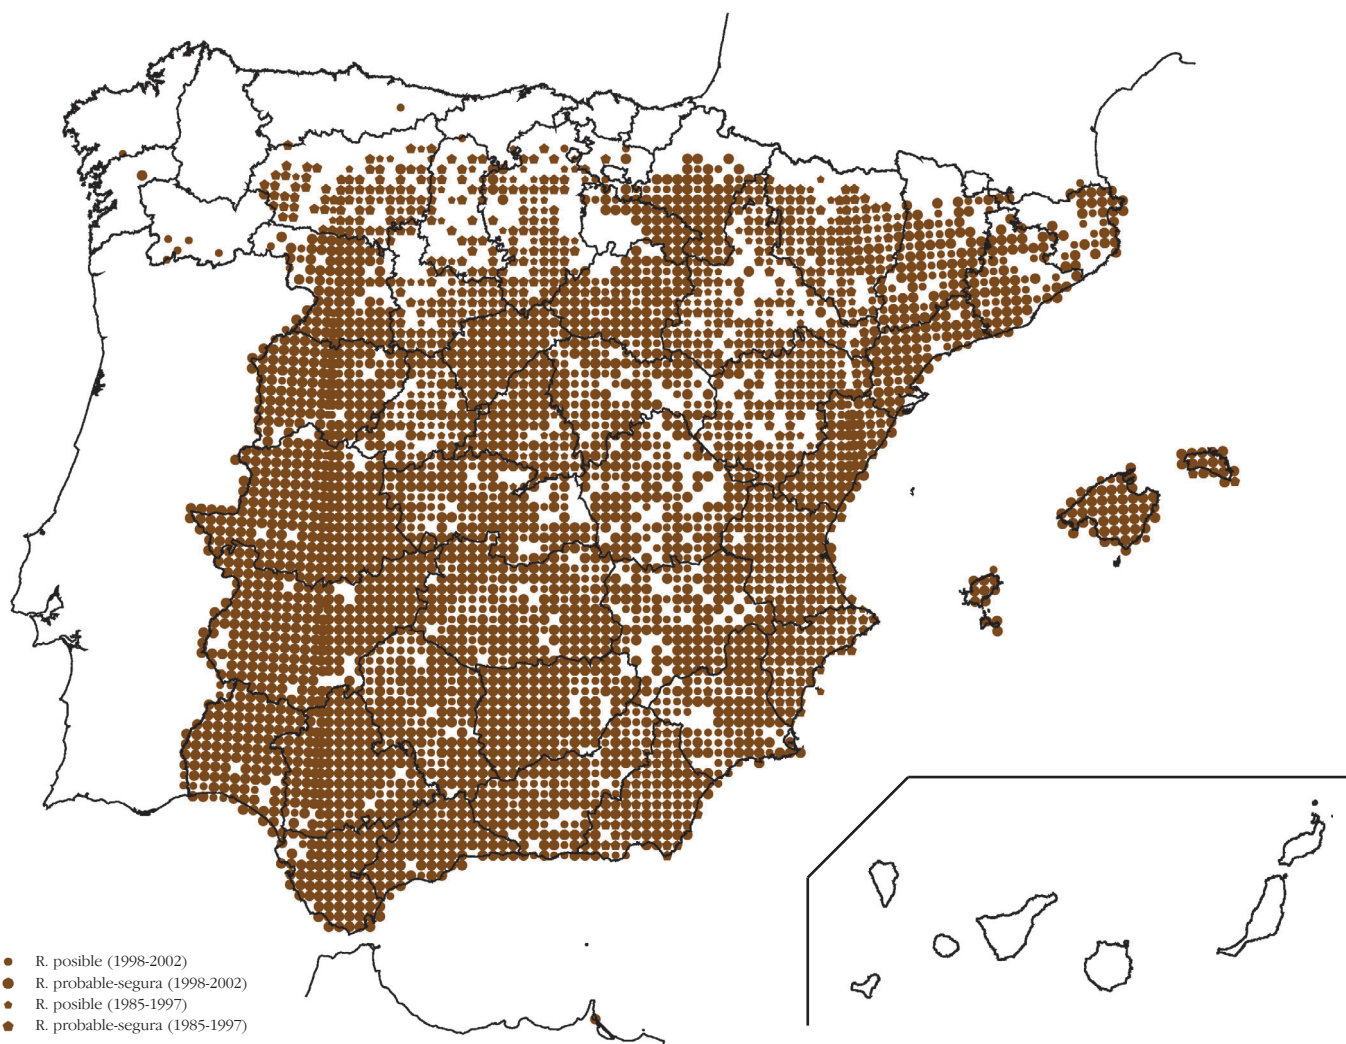 R. posible (1998-2002)
R. probable-segura (1998-2002)
R. posible (1985-1997)
R. probable-segura (1985-1997)